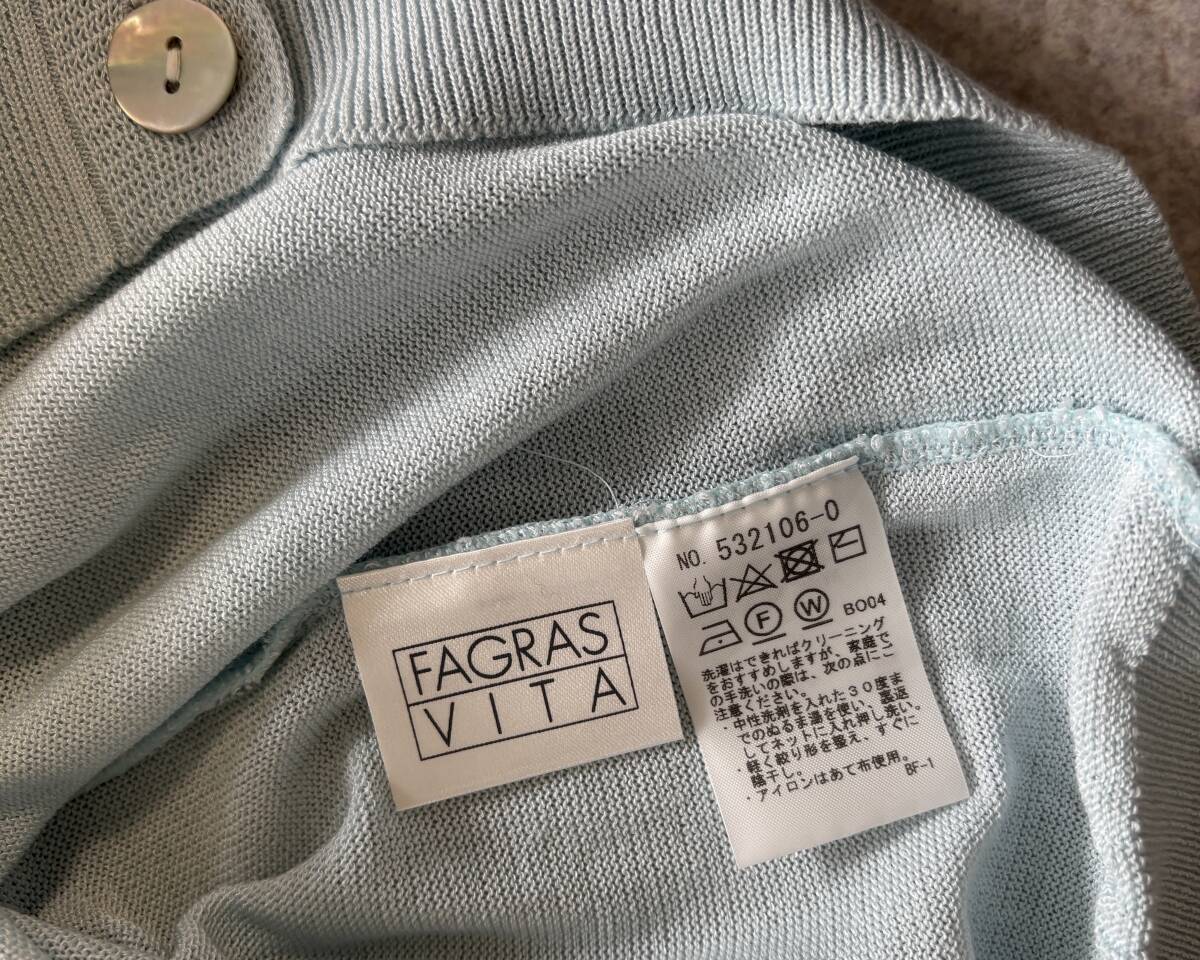 FAGRAS
VITA
NO. 532106-0
F W BO04
洗濯はできればクリーニング
をおすすめしますが、家庭で
の手洗いの際は、次の点にご
注意ください。
・中性洗剤を入れた30度ま
でのぬるま湯を使い、裏返
してネットに入れ押し洗い。
・軽く絞り形を整え、すぐに
陰干し。
・アイロンはあて布使用。
BF-1